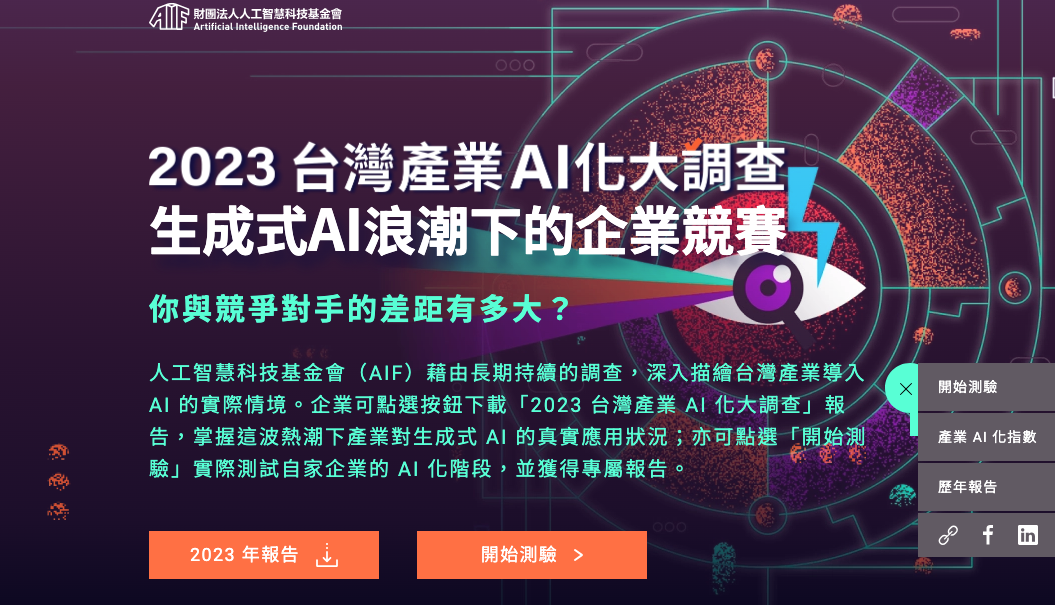 AIF 財團法人人工智慧科技基金會
Artificial Intelligence Foundation
2023 台灣產業AI化大調查
生成式AI浪潮下的企業競賽
你與競爭對手的差距有多大？
人工智慧科技基金會（AIF）藉由長期持續的調查，深入描繪台灣產業導入
AI 的實際情境。企業可點選按鈕下載「2023 台灣產業 AI 化大調查」報
告，掌握這波熱潮下產業對生成式 AI 的真實應用狀況；亦可點選「開始測
驗」實際測試自家企業的 AI 化階段，並獲得專屬報告。
2023 年報告
開始測驗 >
開始測驗
產業 AI 化指數
歷年報告